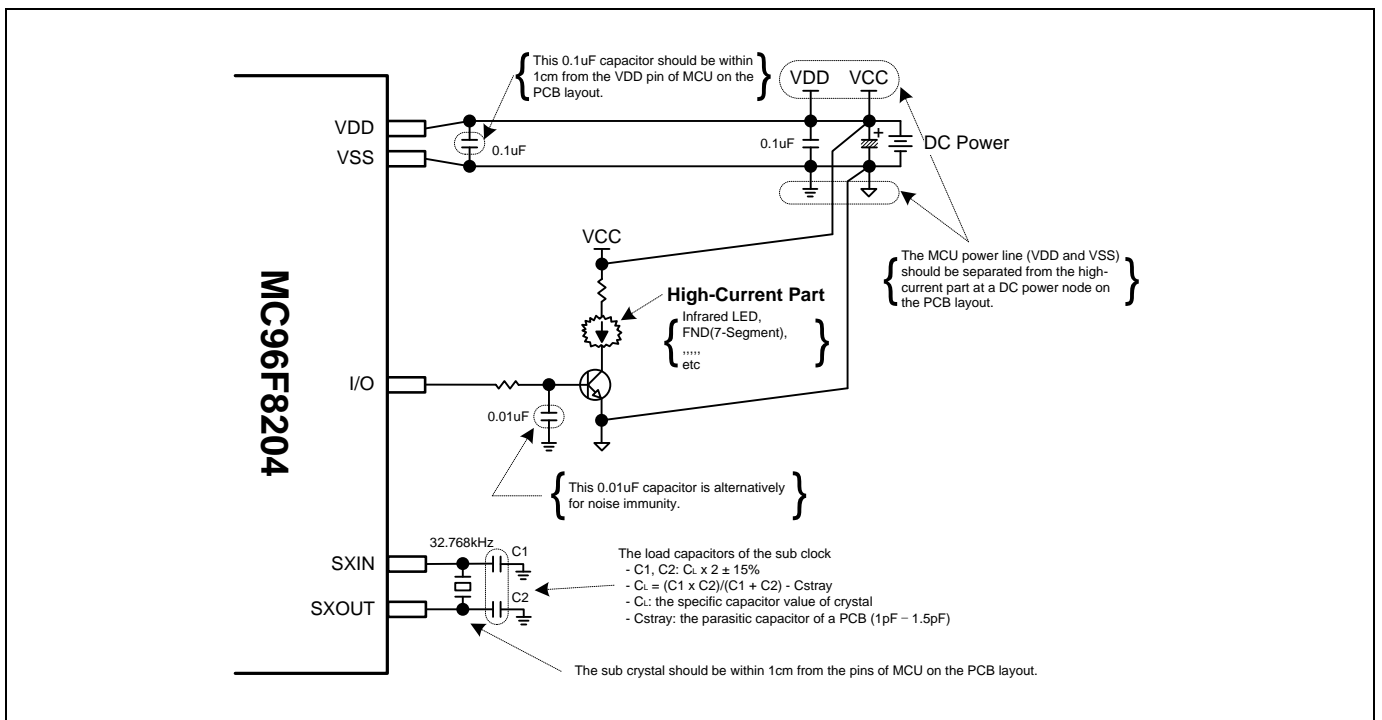 This 0.1uF capacitor should be within
1cm from the VDD pin of MCU on the
PCB layout.
VDD VCC
VDD
VSS
0.1uF
0.1uF
+
DC Power
The MCU power line (VDD and VSS)
should be separated from the high-
current part at a DC power node on
the PCB layout.
VCC
High-Current Part
Infrared LED,
FND(7-Segment),
,,,,,
etc
MC96F8204
I/O
0.01uF
This 0.01uF capacitor is alternatively
for noise immunity.
SXIN
SXOUT
32.768kHz
C1
C2
The load capacitors of the sub clock
- C1, C2: CL x 2 ± 15%
- CL = (C1 x C2)/(C1 + C2) - Cstray
- CL: the specific capacitor value of crystal
- Cstray: the parasitic capacitor of a PCB (1pF – 1.5pF)
The sub crystal should be within 1cm from the pins of MCU on the PCB layout.